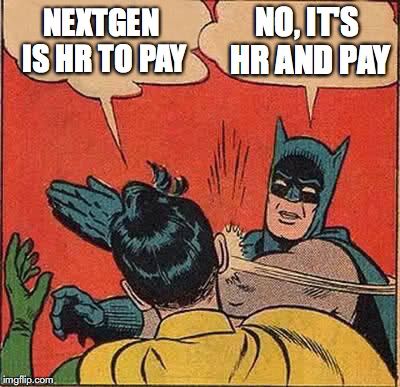 NEXTGEN
IS HR TO PAY
NO, IT'S
HR AND PAY
imgflip.com